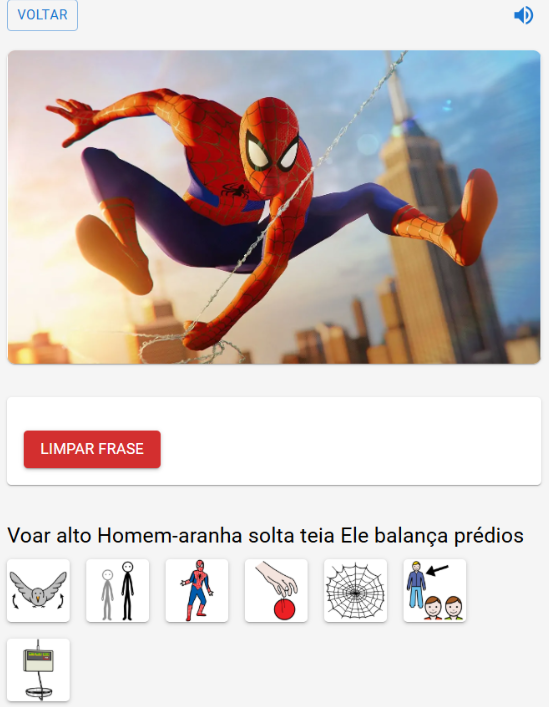 VOLTAR
LIMPAR FRASE
Voar alto Homem-aranha solta teia Ele balança prédios